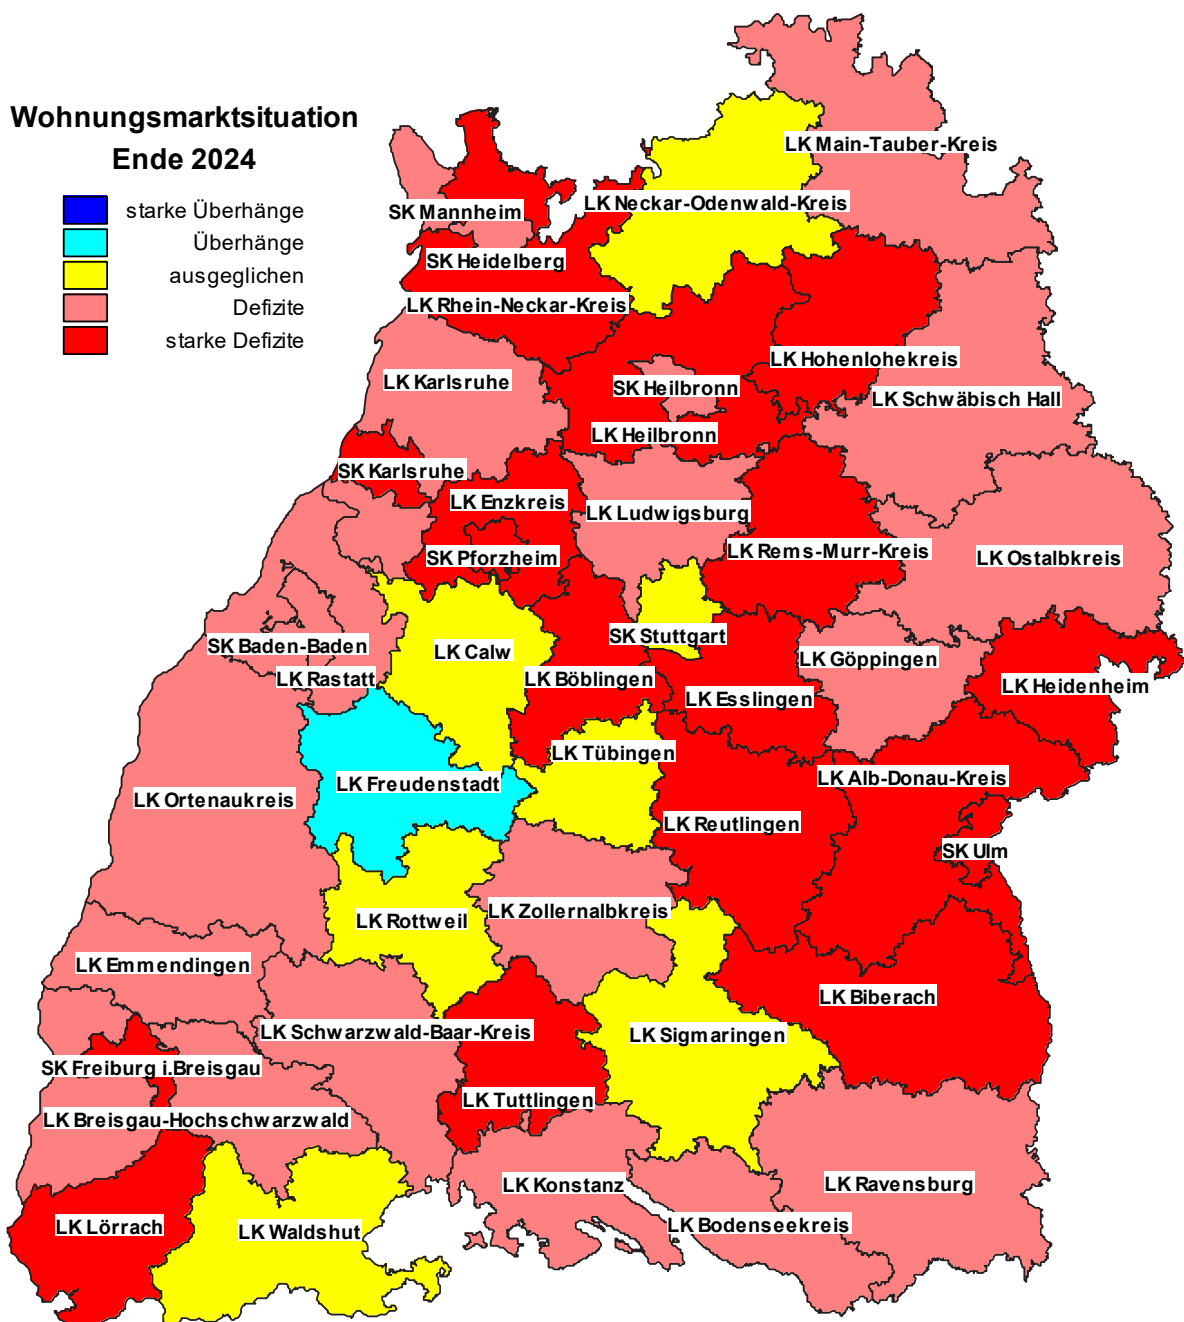 Wohnungsmarktsituation
Ende 2024
starke Überhänge
Überhänge
ausgeglichen
Defizite
starke Defizite
LK Main-Tauber-Kreis
LK Neckar-Odenwald-Kreis
SK Mannheim
SK Heidelberg
LK Rhein-Neckar-Kreis
LK Hohenlohekreis
LK Karlsruhe
SK Heilbronn
LK Schwäbisch Hall
LK Heilbronn
SK Karlsruhe
LK Enzkreis
LK Ludwigsburg
LK Rems-Murr-Kreis
SK Pforzheim
LK Ostalbkreis
SK Stuttgart
SK Baden-Baden
LK Calw
LK Göppingen
LK Rastatt
LK Böblingen
LK Esslingen
LK Heidenheim
LK Tübingen
LK Freudenstadt
LK Alb-Donau-Kreis
LK Ortenaukreis
LK Reutlingen
SK Ulm
LK Zollernalbkreis
LK Rottweil
LK Emmendingen
LK Biberach
LK Schwarzwald-Baar-Kreis
LK Sigmaringen
SK Freiburg i.Breisgau
LK Tuttlingen
LK Breisgau-Hochschwarzwald
LK Konstanz
LK Ravensburg
LK Lörrach
LK Waldshut
LK Bodenseekreis